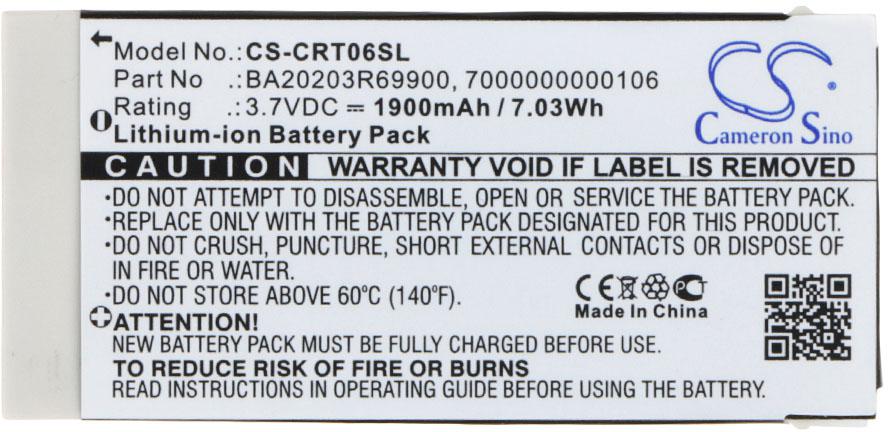 Model No.: CS-CRT06SL
Part No : BA20203R69900, 7000000000106
Rating : 3.7VDC ⎓ 1900mAh / 7.03Wh
Lithium-ion Battery Pack
CS
Cameron Sino
CAUTION WARRANTY VOID IF LABEL IS REMOVED
·DO NOT ATTEMPT TO DISASSEMBLE, OPEN OR SERVICE THE BATTERY PACK.
·REPLACE ONLY WITH THE BATTERY PACK DESIGNATED FOR THIS PRODUCT.
·DO NOT CRUSH, PUNCTURE, SHORT EXTERNAL CONTACTS OR DISPOSE OF
IN FIRE OR WATER.
·DO NOT STORE ABOVE 60°C (140°F).
CE PCT
Made In China
ATTENTION!
NEW BATTERY PACK MUST BE FULLY CHARGED BEFORE USE.
TO REDUCE RISK OF FIRE OR BURNS
READ INSTRUCTIONS IN OPERATING GUIDE BEFORE BATTERY USE.